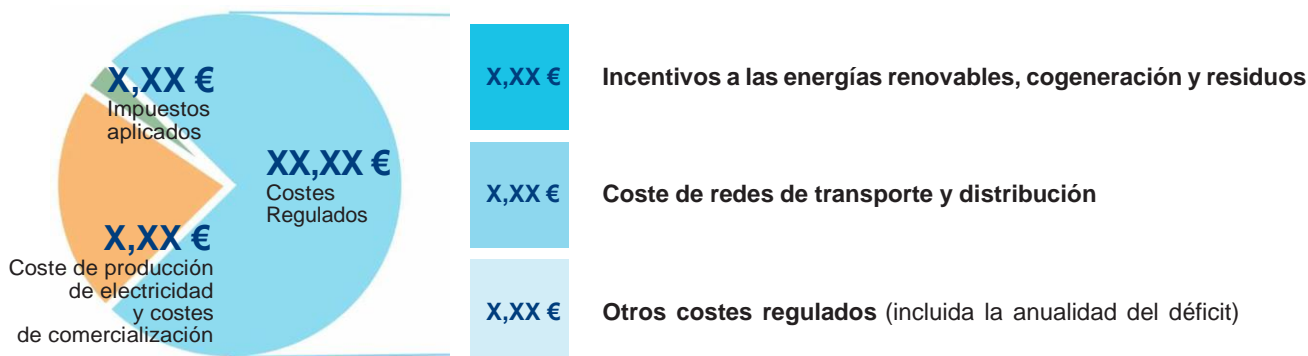 X,XX €
Impuestos
aplicados
XX,XX €
Costes
Regulados
X,XX €
Coste de producción
de electricidad
y costes
de comercialización
X,XX € Incentivos a las energías renovables, cogeneración y residuos
X,XX € Coste de redes de transporte y distribución
X,XX € Otros costes regulados (incluida la anualidad del déficit)